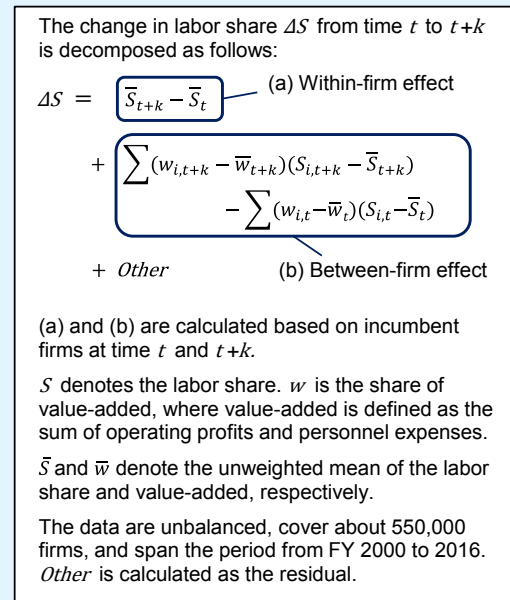 The change in labor share ΔS from time t to t+k
is decomposed as follows:
(a) Within-firm effect
ΔS = S̅ₜ₊ₖ − S̅ₜ
+ ∑(wᵢ,ₜ₊ₖ − w̅ₜ₊ₖ)(Sᵢ,ₜ₊ₖ − S̅ₜ₊ₖ)
− ∑(wᵢ,ₜ−w̅ₜ)(Sᵢ,ₜ−S̅ₜ)
+ Other
(b) Between-firm effect
(a) and (b) are calculated based on incumbent
firms at time t and t+k.
S denotes the labor share. w is the share of
value-added, where value-added is defined as the
sum of operating profits and personnel expenses.
S̅ and w̅ denote the unweighted mean of the labor
share and value-added, respectively.
The data are unbalanced, cover about 550,000
firms, and span the period from FY 2000 to 2016.
Other is calculated as the residual.